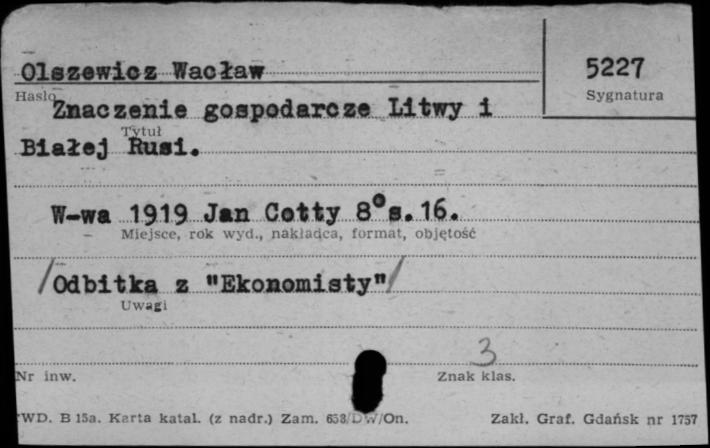 Olszewicz Wacław
5227
Hasło
Sygnatura
Znaczenie gospodarcze Litwy i
Tytuł
Białej Rusi.
W-wa 1919 Jan Cotty 8° s. 16.
Miejsce, rok wyd., nakładca, format, objętość
/Odbitka z "Ekonomisty"/
Uwagi
3
Nr inw.
Znak klas.
WD. B 15a. Karta katal. (z nadr.) Zam. 658/DW/On.
Zakł. Graf. Gdańsk nr 1757